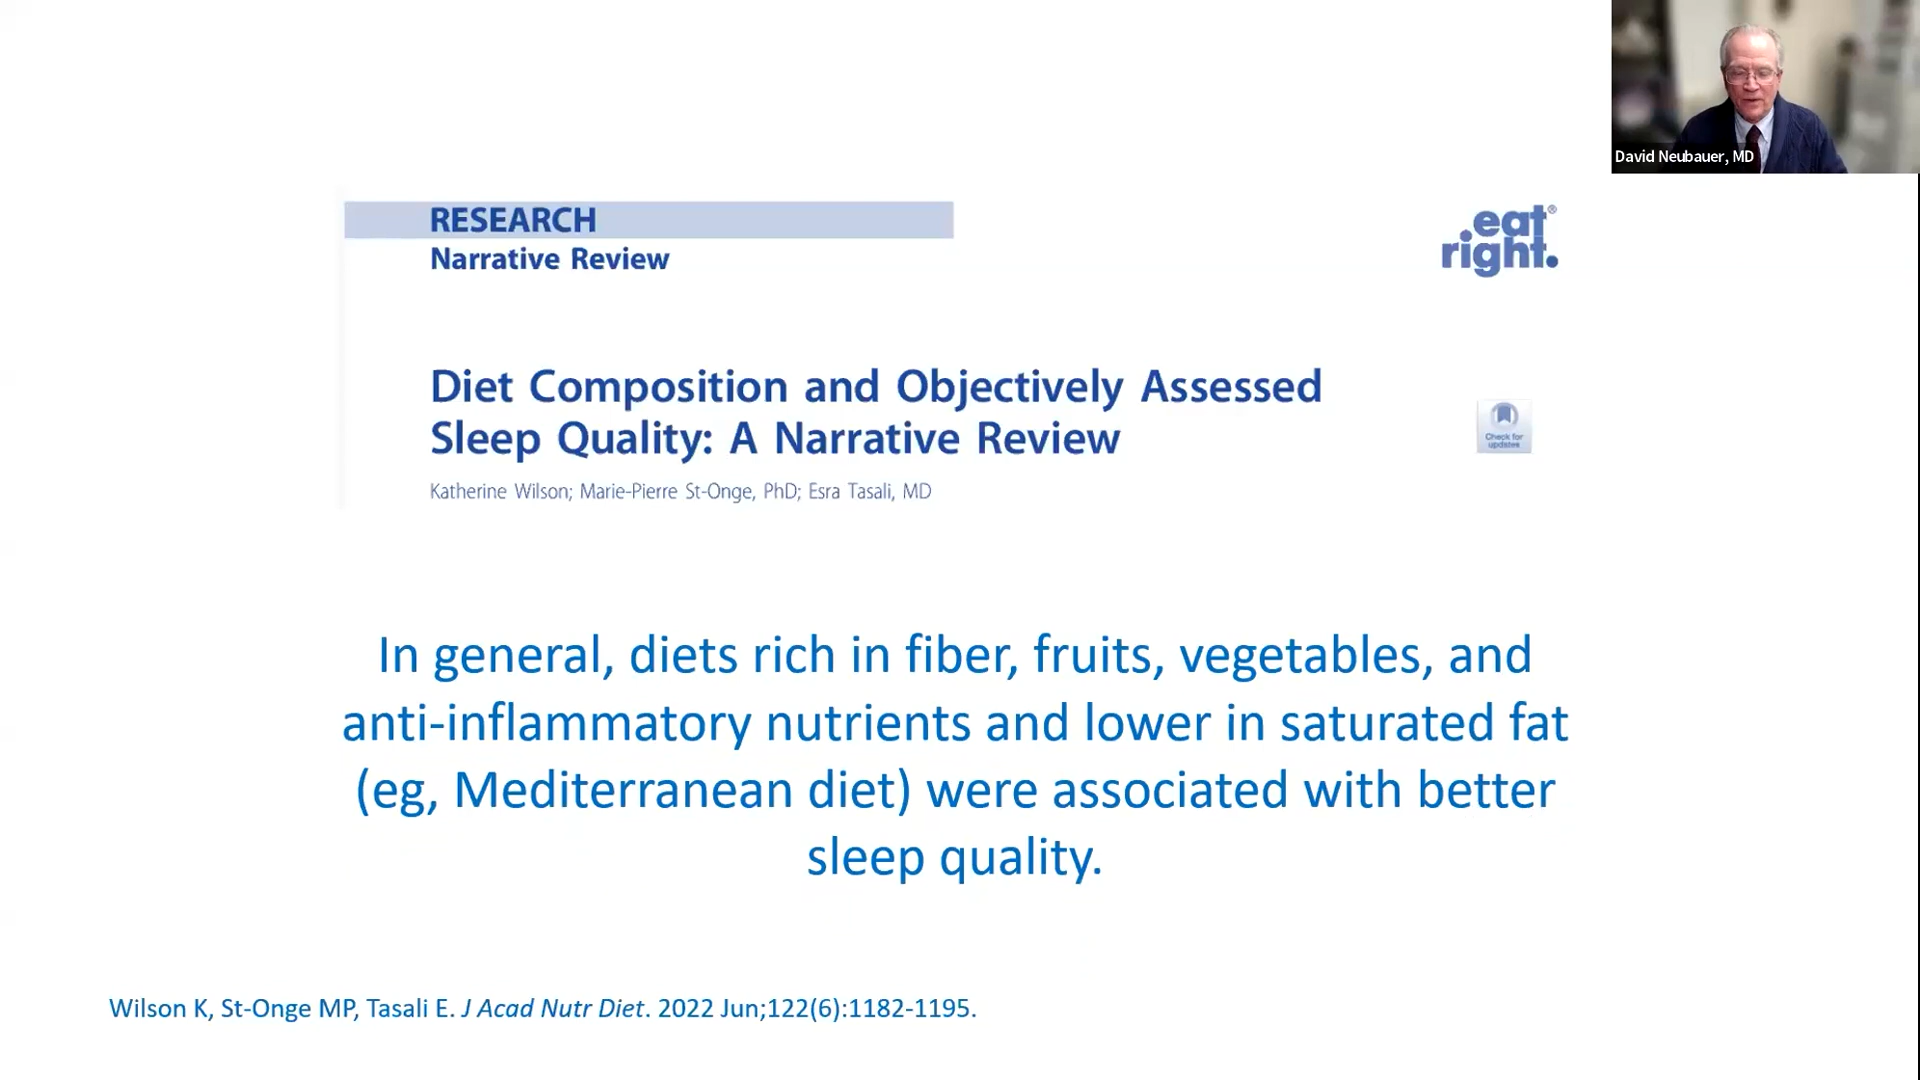 David Neubauer, MD
RESEARCH
Narrative Review
eat®
right.
Diet Composition and Objectively Assessed
Sleep Quality: A Narrative Review
Check for
updates
Katherine Wilson; Marie-Pierre St-Onge, PhD; Esra Tasali, MD
In general, diets rich in fiber, fruits, vegetables, and
anti-inflammatory nutrients and lower in saturated fat
(eg, Mediterranean diet) were associated with better
sleep quality.
Wilson K, St-Onge MP, Tasali E. J Acad Nutr Diet. 2022 Jun;122(6):1182-1195.